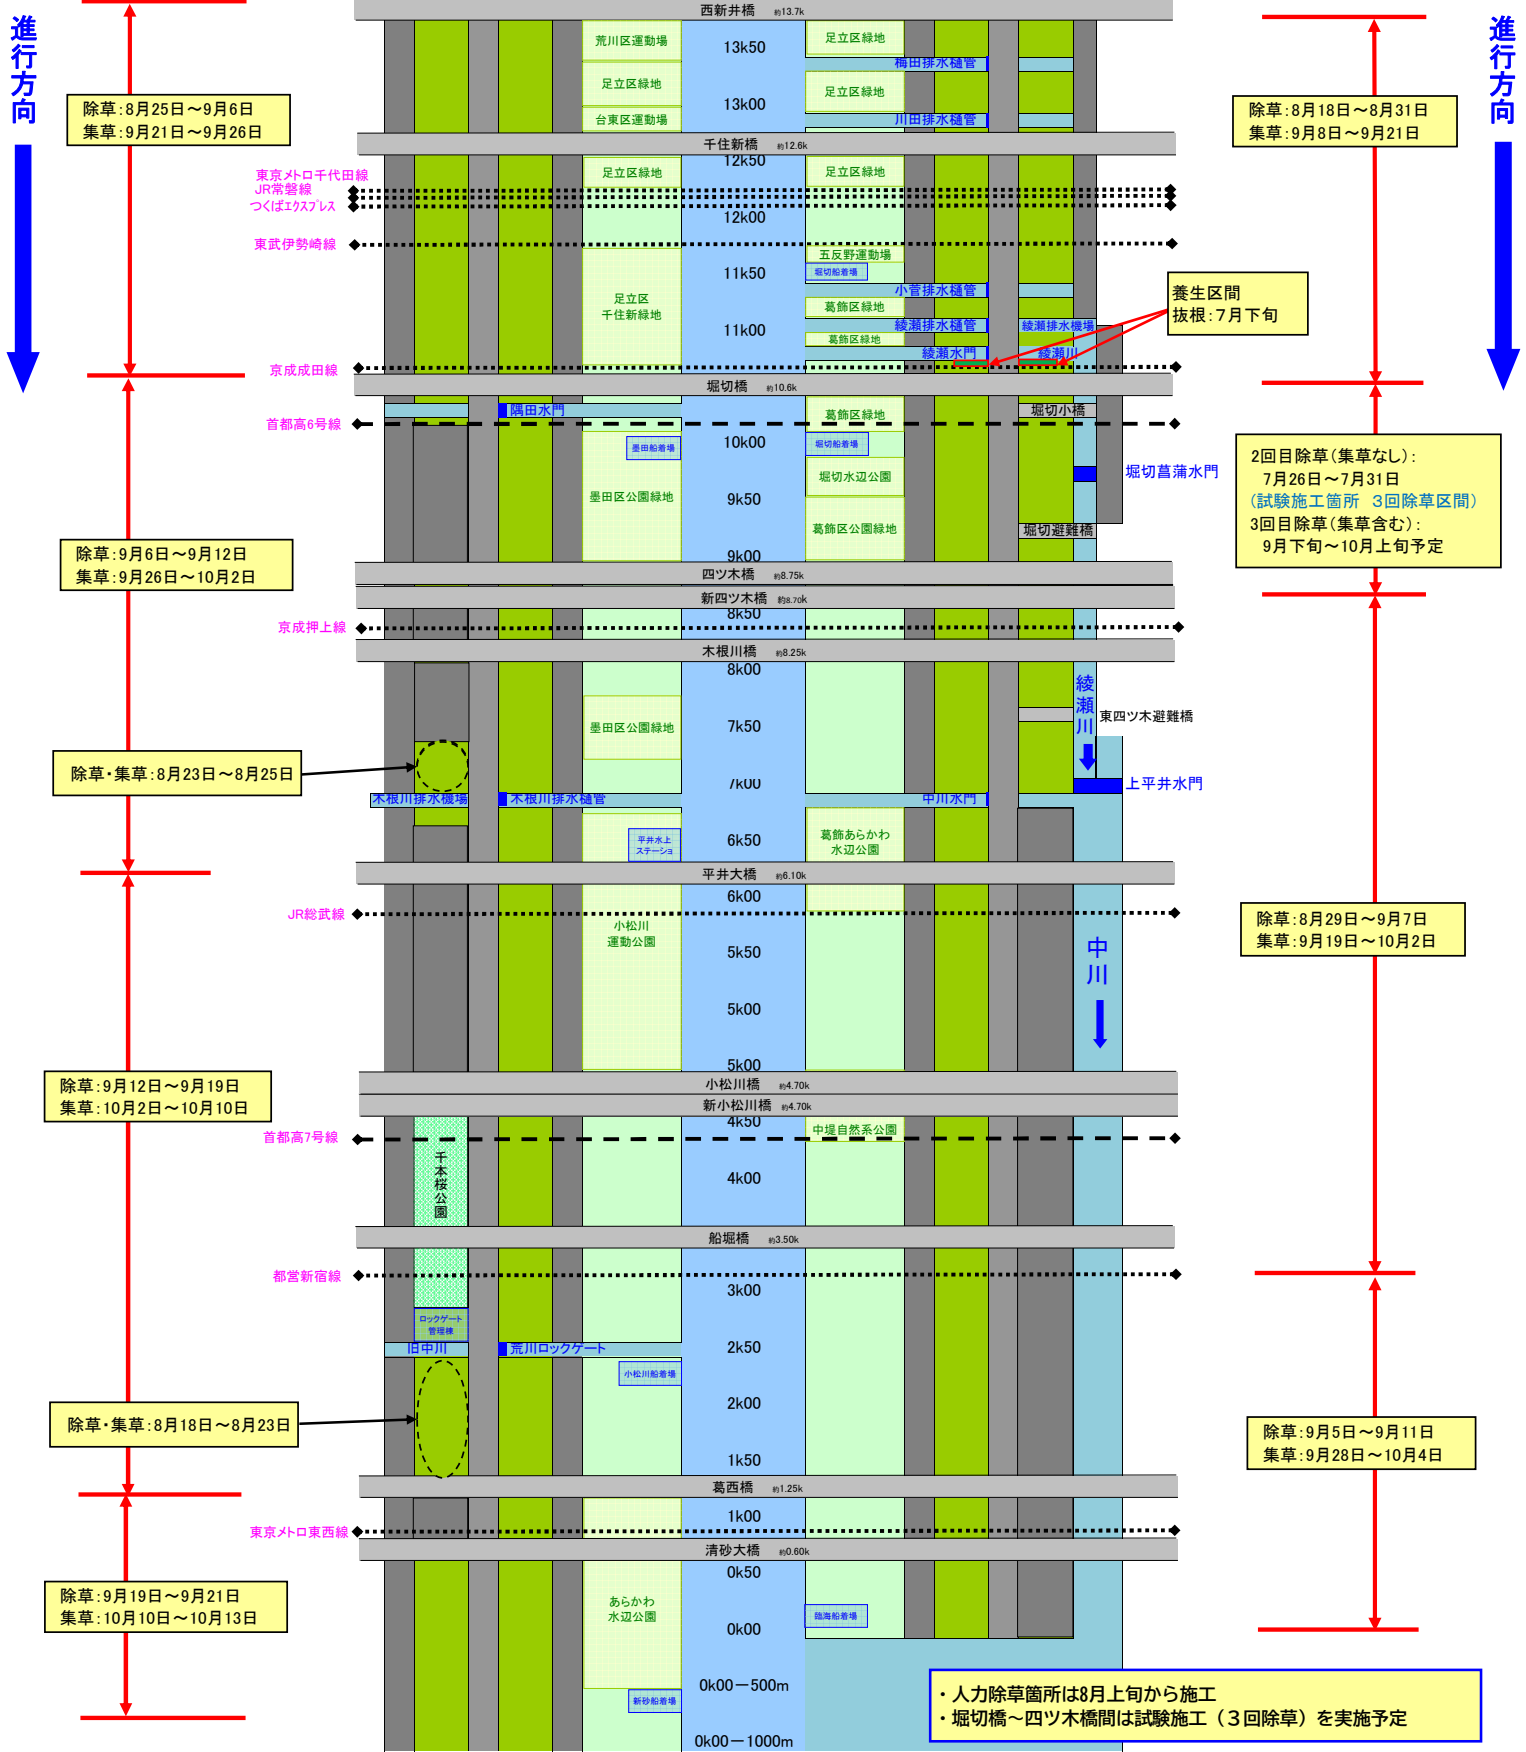 進行方向
進行方向
西新井橋 約13.7k
荒川区運動場
13k50
足立区緑地
梅田排水樋管
足立区緑地
足立区緑地
除草:8月25日～9月6日
集草:9月21日～9月26日
13k00
除草:8月18日～8月31日
集草:9月8日～9月21日
台東区運動場
川田排水樋管
千住新橋 約12.6k
12k50
足立区緑地
足立区緑地
東京メトロ千代田線
JR常磐線
つくばエクスプレス
12k00
東武伊勢崎線
五反野運動場
堀切船着場
11k50
小菅排水樋管
養生区間
抜根:7月下旬
足立区
千住新緑地
葛飾区緑地
綾瀬排水樋管
綾瀬排水機場
11k00
葛飾区緑地
綾瀬水門
綾瀬川
京成成田線
堀切橋 約10.6k
隅田水門
葛飾区緑地
堀切小橋
首都高6号線
10k00
墨田船着場
堀切船着場
2回目除草(集草なし):
7月26日～7月31日
(試験施工箇所 3回除草区間)
3回目除草(集草含む):
9月下旬～10月上旬予定
堀切水辺公園
堀切菖蒲水門
墨田区公園緑地
9k50
葛飾区公園緑地
堀切避難橋
除草:9月6日～9月12日
集草:9月26日～10月2日
9k00
四ツ木橋 約8.75k
新四ツ木橋 約8.70k
8k50
京成押上線
木根川橋 約8.25k
8k00
綾瀬川
東四ツ木避難橋
墨田区公園緑地
7k50
除草・集草:8月23日～8月25日
7k00
上平井水門
木根川排水機場
木根川排水樋管
中川水門
平井水上
ステーショ
6k50
葛飾あらかわ
水辺公園
平井大橋 約6.10k
6k00
JR総武線
小松川
運動公園
除草:8月29日～9月7日
集草:9月19日～10月2日
5k50
中川
5k00
5k00
除草:9月12日～9月19日
集草:10月2日～10月10日
小松川橋 約4.70k
新小松川橋 約4.70k
4k50
中堤自然系公園
首都高7号線
千本桜公園
4k00
船堀橋 約3.50k
都営新宿線
3k00
ロックゲート
管理棟
旧中川
荒川ロックゲート
2k50
小松川船着場
2k00
除草・集草:8月18日～8月23日
除草:9月5日～9月11日
集草:9月28日～10月4日
1k50
葛西橋 約1.25k
1k00
東京メトロ東西線
清砂大橋 約0.60k
0k50
除草:9月19日～9月21日
集草:10月10日～10月13日
あらかわ
水辺公園
臨海船着場
0k00
0k00－500m
新砂船着場
・人力除草箇所は8月上旬から施工
・堀切橋～四ツ木橋間は試験施工（３回除草）を実施予定
0k00－1000m